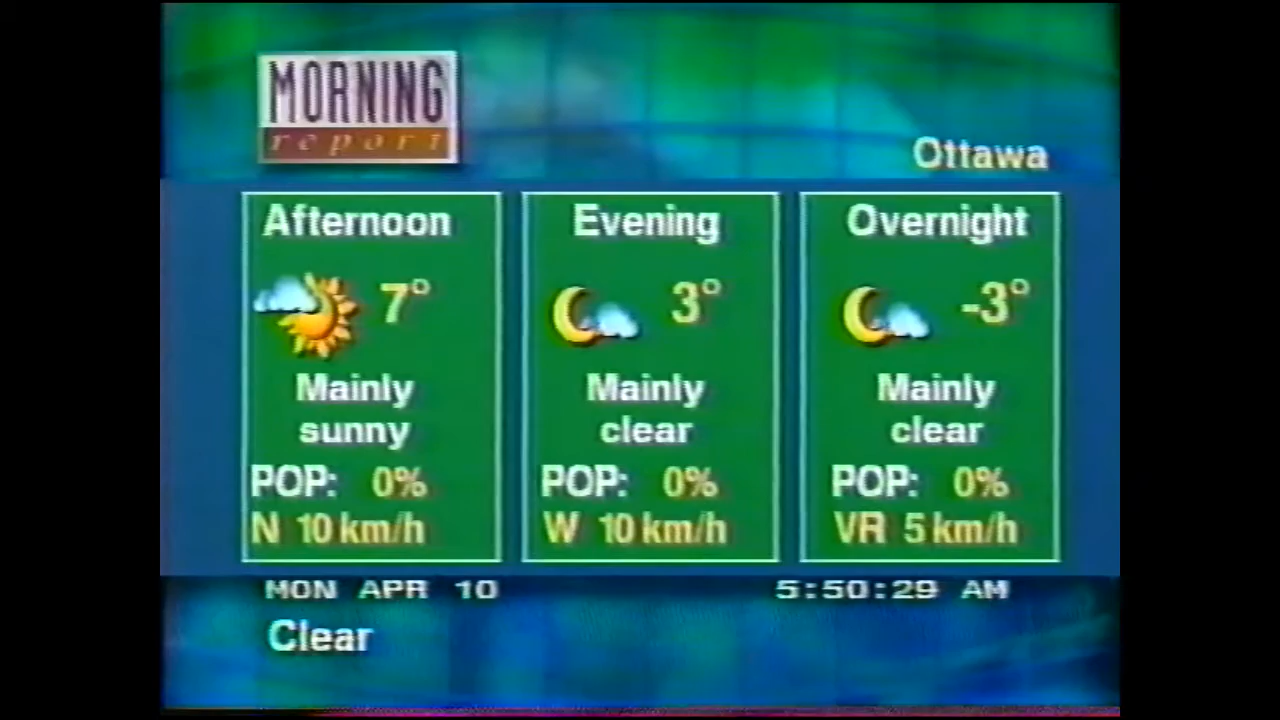 MORNING
report
Ottawa
Afternoon
7°
Mainly
sunny
POP: 0%
N 10 km/h
Evening
3°
Mainly
clear
POP: 0%
W 10 km/h
Overnight
-3°
Mainly
clear
POP: 0%
VR 5 km/h
MON APR 10 5:50:29 AM
Clear